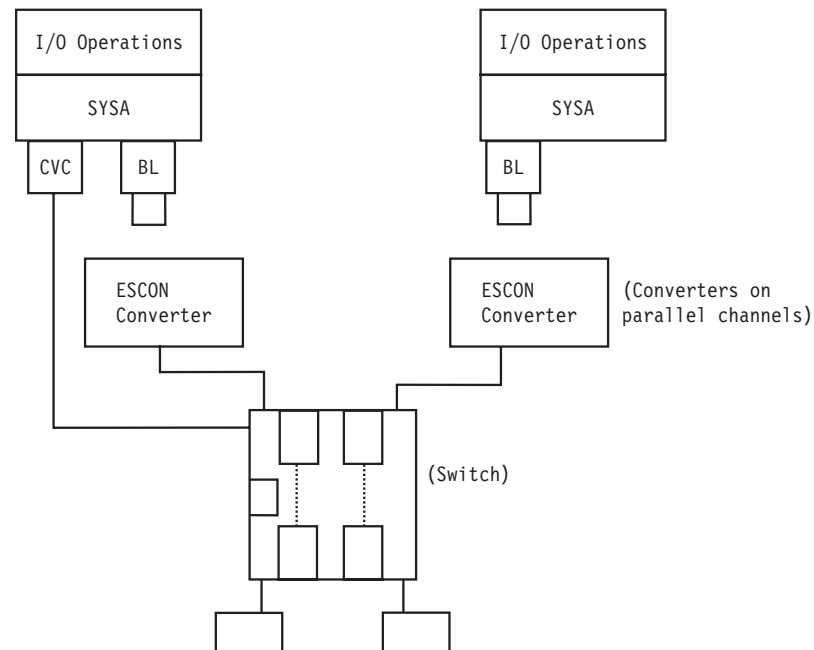 I/O Operations
SYSA
CVC
BL
I/O Operations
SYSA
BL
ESCON
Converter
ESCON
Converter
(Converters on
parallel channels)
(Switch)